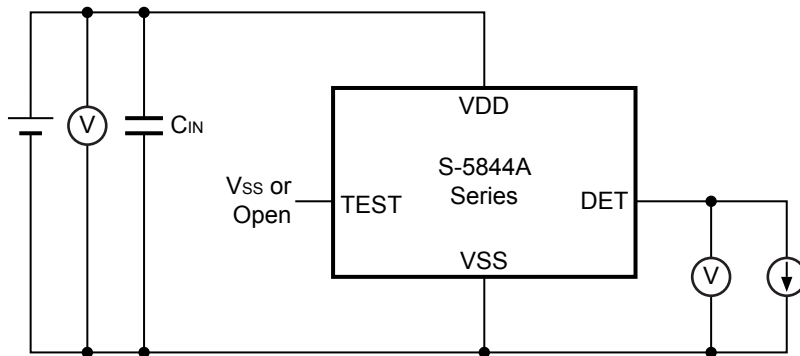 VDD
V
CIN
S-5844A
Series
VSS or
Open
TEST
DET
VSS
V